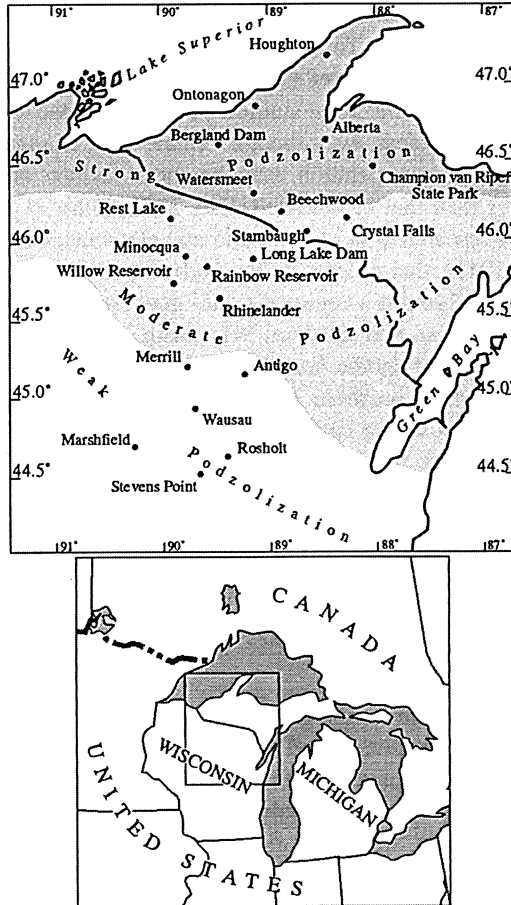 91°
90°
89°
88°
87°
Lake Superior
Houghton
47.0°
47.0°
Ontonagon
Bergland Dam
Alberta
46.5°
46.5°
Strong
Podzolization
Watersmeet
Champion van Riper
State Park
Rest Lake
Beechwood
46.0°
46.0°
Stambaugh
Crystal Falls
Minocqua
Long Lake Dam
Willow Reservoir
Rainbow Reservoir
45.5°
45.5°
Rhinelander
Moderate
Podzolization
Merrill
Antigo
Weak
45.0°
45.0°
Green Bay
Wausau
Marshfield
Rosholt
44.5°
44.5°
Stevens Point
Podzolization
91°
90°
89°
88°
87°
CANADA
WISCONSIN
MICHIGAN
UNITED STATES